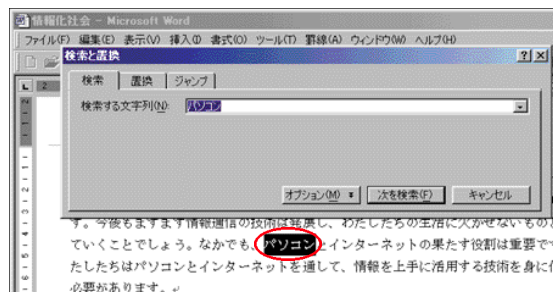 情報化社会 - Microsoft Word
ファイル(F) 編集(E) 表示(V) 挿入(I) 書式(O) ツール(T) 罫線(A) ウィンドウ(W) ヘルプ(H)
検索と置換
検索 置換 ジャンプ
検索する文字列(N): パソコン
オプション(M) 次を検索(F) キャンセル
す。今後もますます情報通信の技術は発展し、わたしたちの生活に欠かせないもの
ていくことでしょう。なかでも、パソコンとインターネットの果たす役割は重要で
たしたちはパソコンとインターネットを通して、情報を上手に活用する技術を身に
必要があります。